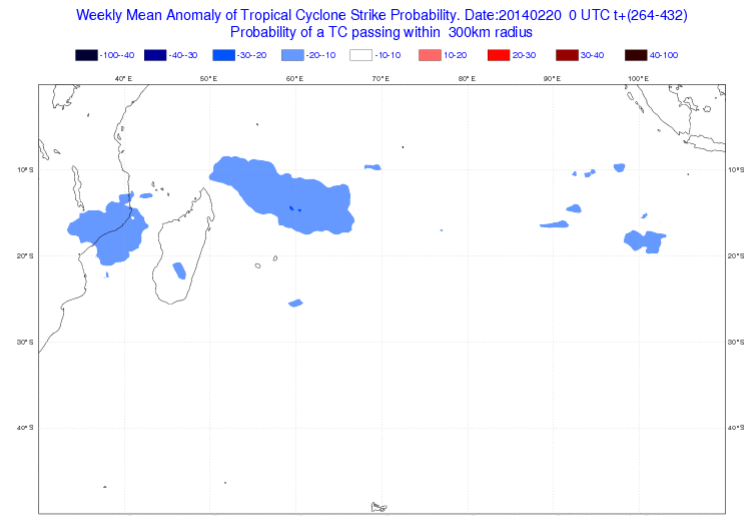 Weekly Mean Anomaly of Tropical Cyclone Strike Probability. Date:20140220 0 UTC t+(264-432)
Probability of a TC passing within 300km radius
-100--40 -40--30 -30--20 -20--10 -10-10 10-20 20-30 30-40 40-100
40°E 50°E 60°E 70°E 80°E 90°E 100°E
10°S 10°S
20°S 20°S
30°S 30°S
40°S 40°S